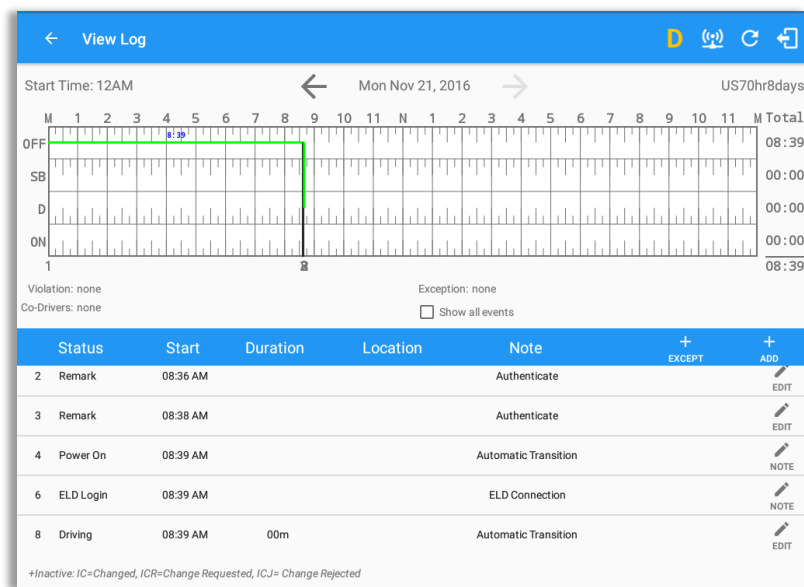 View Log D
Start Time: 12AM Mon Nov 21, 2016 US70hr8days
M 1 2 3 4 5 6 7 8 9 10 11 N 1 2 3 4 5 6 7 8 9 10 11 M Total
8:39
OFF 08:39
SB 00:00
D 00:00
ON 00:00
1 08:39
Violation: none Exception: none
Co-Drivers: none
Show all events
Status Start Duration Location Note + EXCEPT + ADD
2 Remark 08:36 AM Authenticate EDIT
3 Remark 08:38 AM Authenticate EDIT
4 Power On 08:39 AM Automatic Transition NOTE
6 ELD Login 08:39 AM ELD Connection NOTE
8 Driving 08:39 AM 00m Automatic Transition EDIT
+Inactive: IC=Changed, ICR=Change Requested, ICJ= Change Rejected